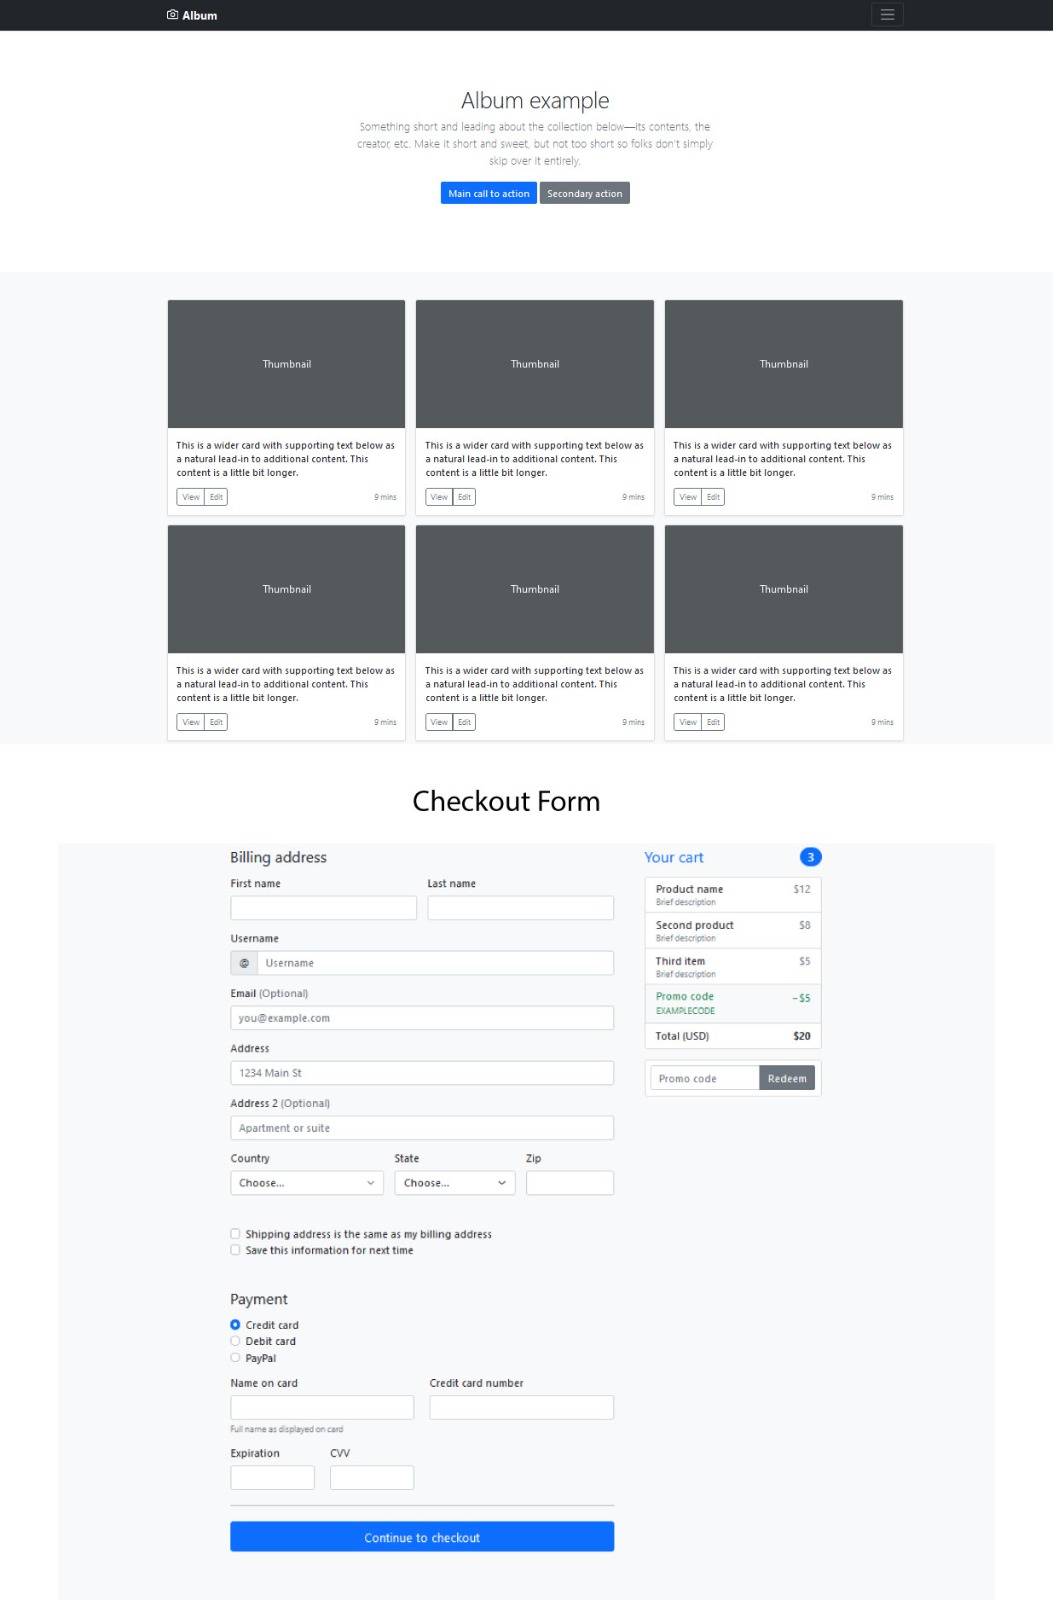 Album
Album example
Something short and leading about the collection below—its contents, the
creator, etc. Make it short and sweet, but not too short so folks don't simply
skip over it entirely.
Main call to action Secondary action
Thumbnail Thumbnail Thumbnail
This is a wider card with supporting text below as
a natural lead-in to additional content. This
content is a little bit longer.
View Edit 9 mins
This is a wider card with supporting text below as
a natural lead-in to additional content. This
content is a little bit longer.
View Edit 9 mins
This is a wider card with supporting text below as
a natural lead-in to additional content. This
content is a little bit longer.
View Edit 9 mins
Thumbnail Thumbnail Thumbnail
This is a wider card with supporting text below as
a natural lead-in to additional content. This
content is a little bit longer.
View Edit 9 mins
This is a wider card with supporting text below as
a natural lead-in to additional content. This
content is a little bit longer.
View Edit 9 mins
This is a wider card with supporting text below as
a natural lead-in to additional content. This
content is a little bit longer.
View Edit 9 mins
Checkout Form
Billing address
First name Last name
Username
@ Username
Email (Optional)
you@example.com
Address
1234 Main St
Address 2 (Optional)
Apartment or suite
Country State Zip
Choose... Choose...
Shipping address is the same as my billing address
Save this information for next time
Payment
Credit card
Debit card
PayPal
Name on card Credit card number
Full name as displayed on card
Expiration CVV
Continue to checkout
Your cart 3
Product name $12
Brief description
Second product $8
Brief description
Third item $5
Brief description
Promo code −$5
EXAMPLECODE
Total (USD) $20
Promo code Redeem